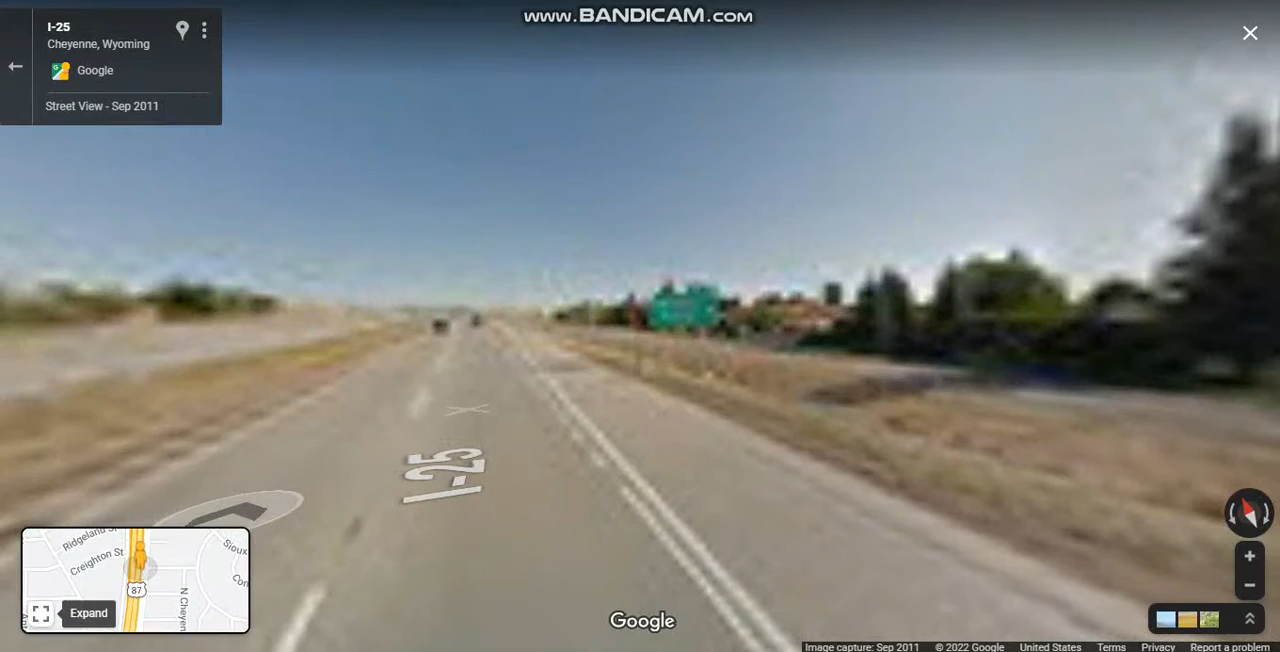 www.BANDICAM.com
I-25
Cheyenne, Wyoming
Google
Street View - Sep 2011
I-25
Ridgeland
Creighton St
Sioux
87
N Cheyen
Expand
Google
Image capture: Sep 2011 © 2022 Google United States Terms Privacy Report a problem